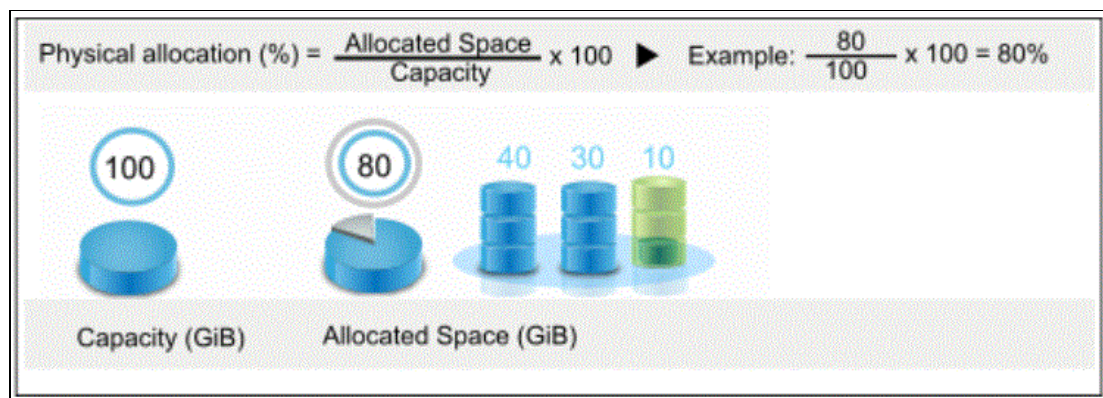 Physical allocation (%) = Allocated Space / Capacity x 100 ▶ Example: 80 / 100 x 100 = 80%
100 80 40 30 10
Capacity (GiB) Allocated Space (GiB)